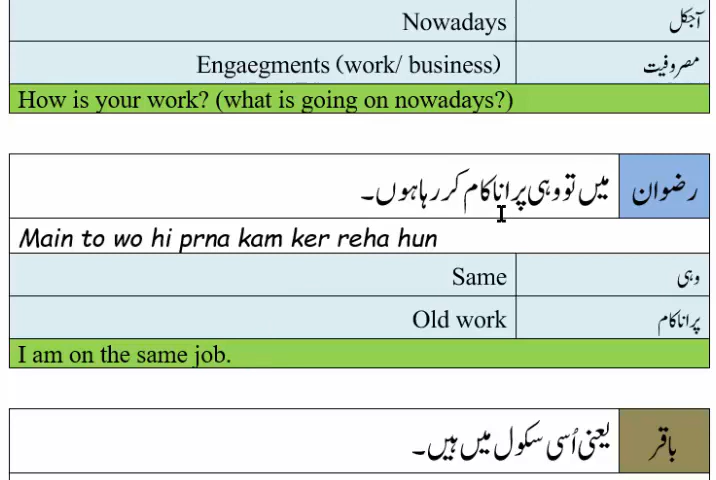 Nowadays آجکل
Engaegments (work/ business) مصروفیت
How is your work? (what is going on nowadays?)
رضوان میں تو وہی پرانا کام کر رہا ہوں۔
Main to wo hi prna kam ker reha hun
Same وہی
Old work پرانا کام
I am on the same job.
باقر یعنی اُسی سکول میں ہیں۔